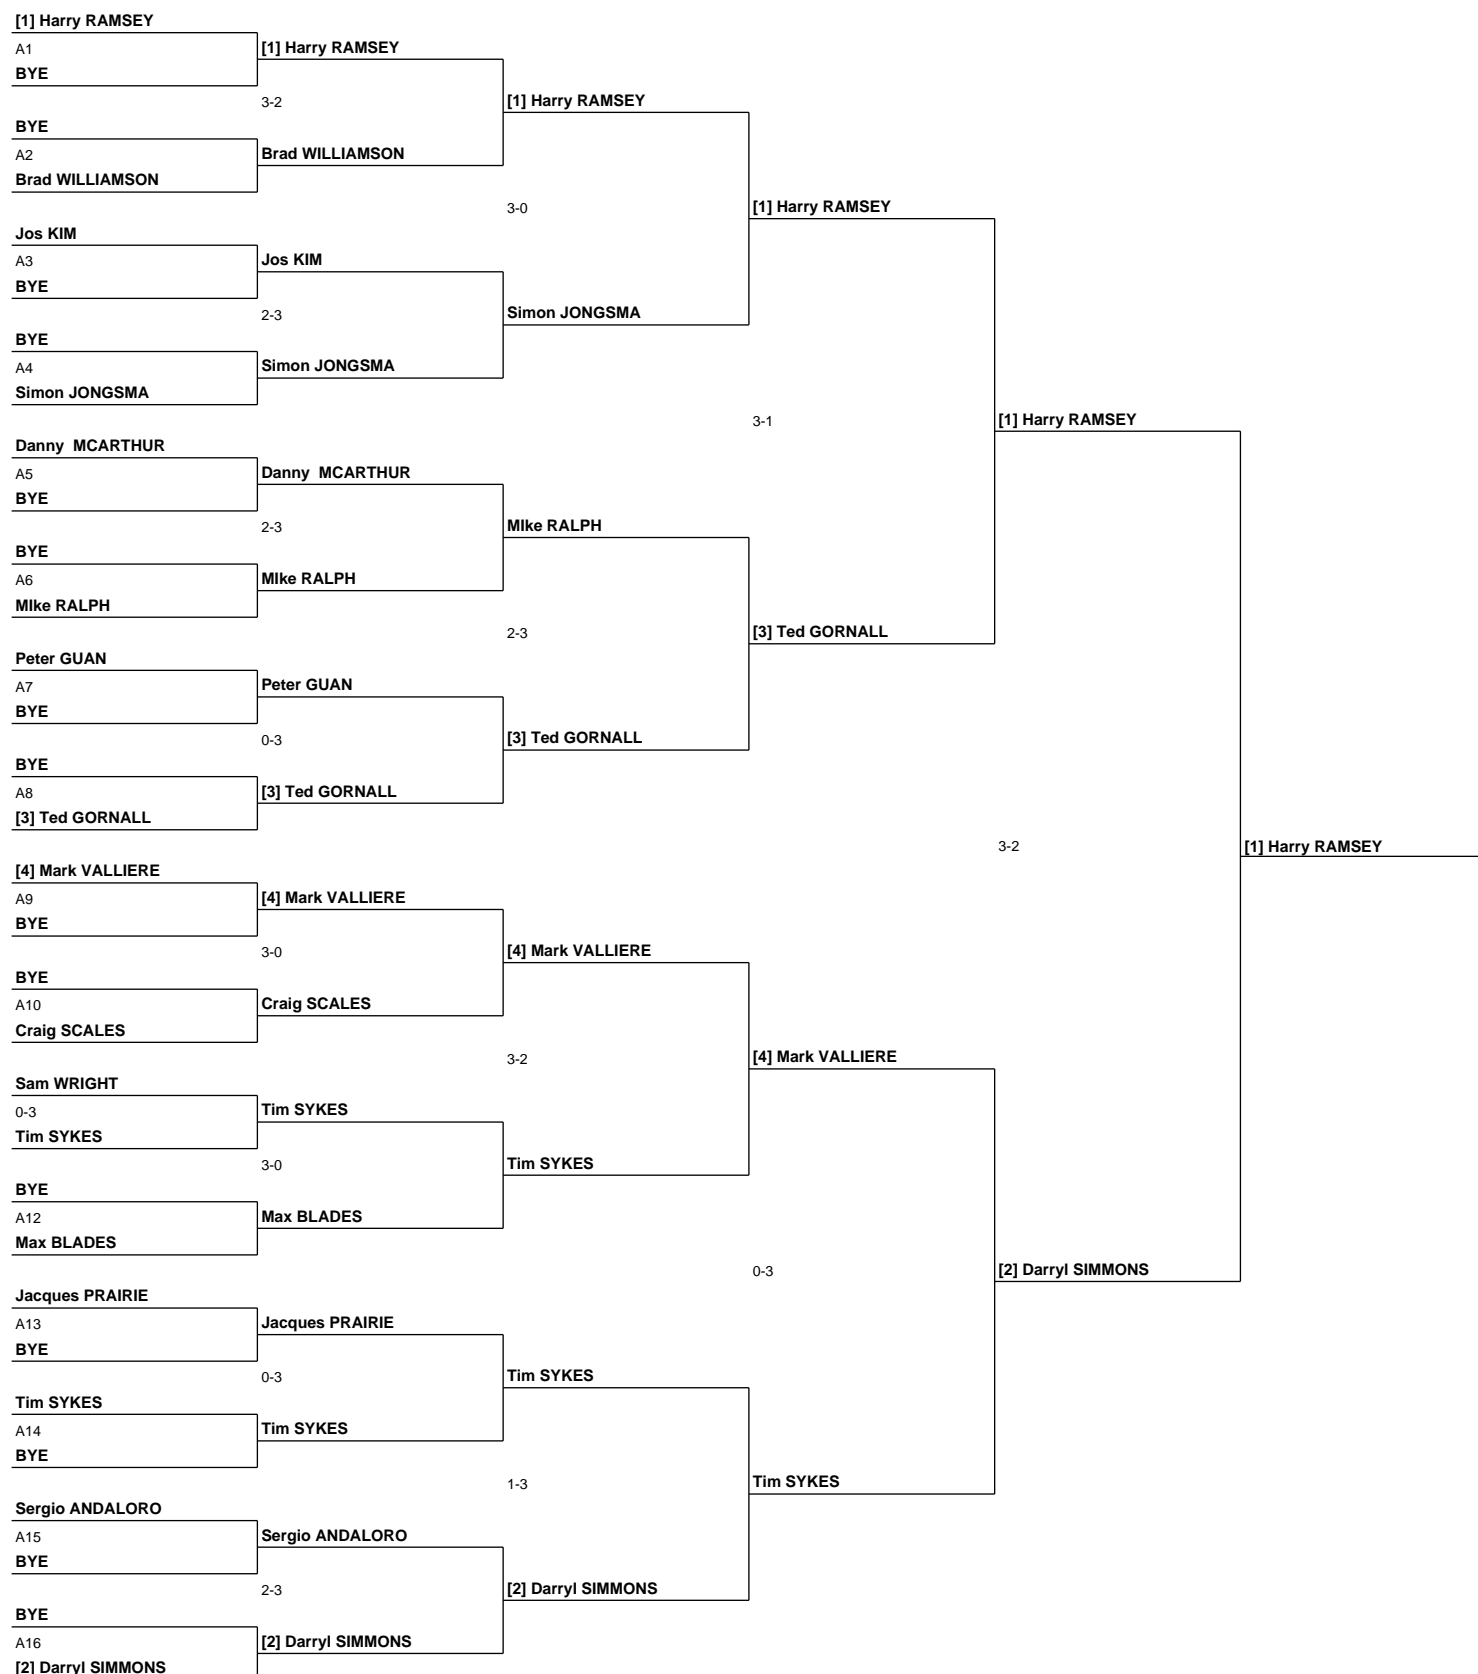 [1] Harry RAMSEY
A1
[1] Harry RAMSEY
BYE
3-2
[1] Harry RAMSEY
BYE
A2
Brad WILLIAMSON
Brad WILLIAMSON
3-0
[1] Harry RAMSEY
Jos KIM
A3
Jos KIM
BYE
2-3
Simon JONGSMA
BYE
A4
Simon JONGSMA
Simon JONGSMA
3-1
[1] Harry RAMSEY
Danny  MCARTHUR
A5
Danny  MCARTHUR
BYE
2-3
MIke RALPH
BYE
A6
MIke RALPH
MIke RALPH
2-3
[3] Ted GORNALL
Peter GUAN
A7
Peter GUAN
BYE
0-3
[3] Ted GORNALL
BYE
A8
[3] Ted GORNALL
[3] Ted GORNALL
3-2
[1] Harry RAMSEY
[4] Mark VALLIERE
A9
[4] Mark VALLIERE
BYE
3-0
[4] Mark VALLIERE
BYE
A10
Craig SCALES
Craig SCALES
3-2
[4] Mark VALLIERE
Sam WRIGHT
0-3
Tim SYKES
Tim SYKES
3-0
Tim SYKES
BYE
A12
Max BLADES
Max BLADES
0-3
[2] Darryl SIMMONS
Jacques PRAIRIE
A13
Jacques PRAIRIE
BYE
0-3
Tim SYKES
Tim SYKES
A14
Tim SYKES
BYE
1-3
Tim SYKES
Sergio ANDALORO
A15
Sergio ANDALORO
BYE
2-3
[2] Darryl SIMMONS
BYE
A16
[2] Darryl SIMMONS
[2] Darryl SIMMONS